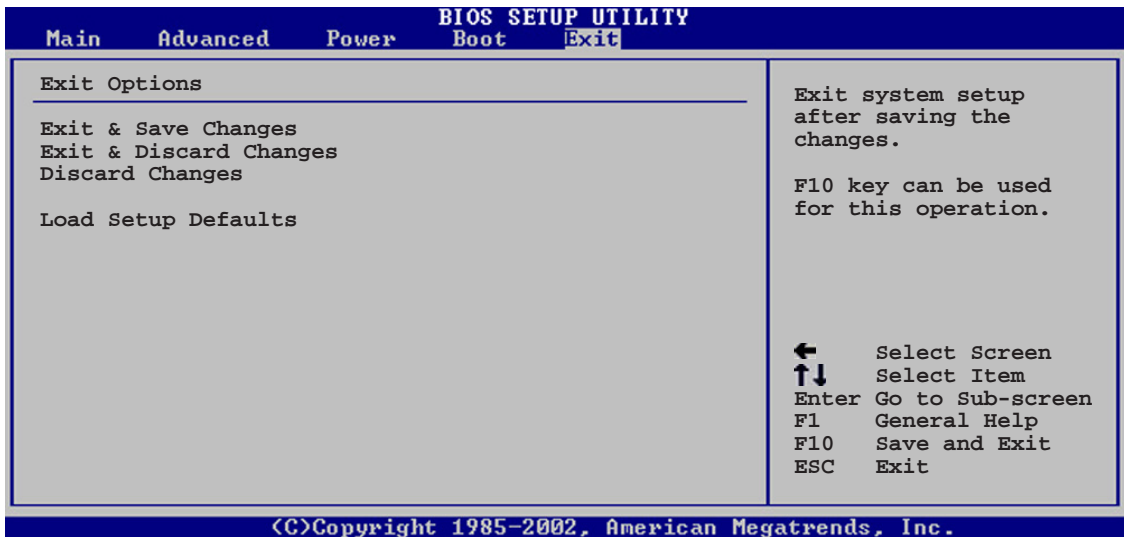 BIOS SETUP UTILITY
Main Advanced Power Boot Exit
Exit Options
Exit & Save Changes
Exit & Discard Changes
Discard Changes
Load Setup Defaults
Exit system setup
after saving the
changes.
F10 key can be used
for this operation.
← Select Screen
↑↓ Select Item
Enter Go to Sub-screen
F1 General Help
F10 Save and Exit
ESC Exit
(C)Copyright 1985-2002, American Megatrends, Inc.